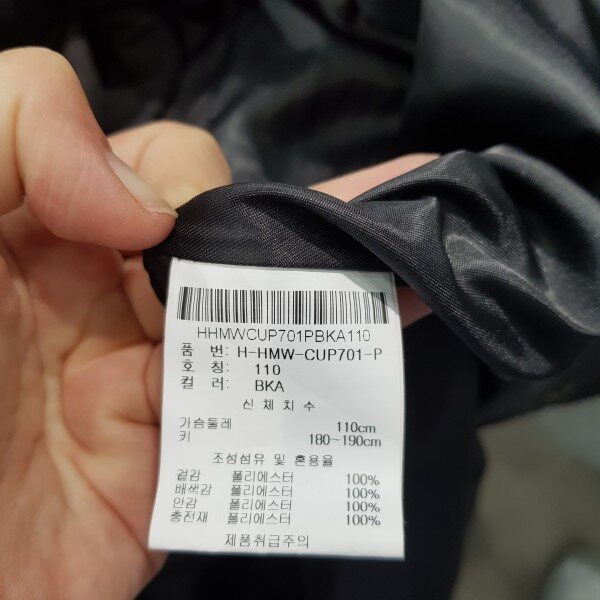 HHMWCUP701PBKA110
품 번: H-HMW-CUP701-P
호 칭: 110
컬 러: BKA
신 체 치 수
가슴둘레 110cm
키 180~190cm
조성섬유 및 혼용율
겉감 폴리에스터 100%
배색감 폴리에스터 100%
안감 폴리에스터 100%
충전재 폴리에스터 100%
제품취급주의